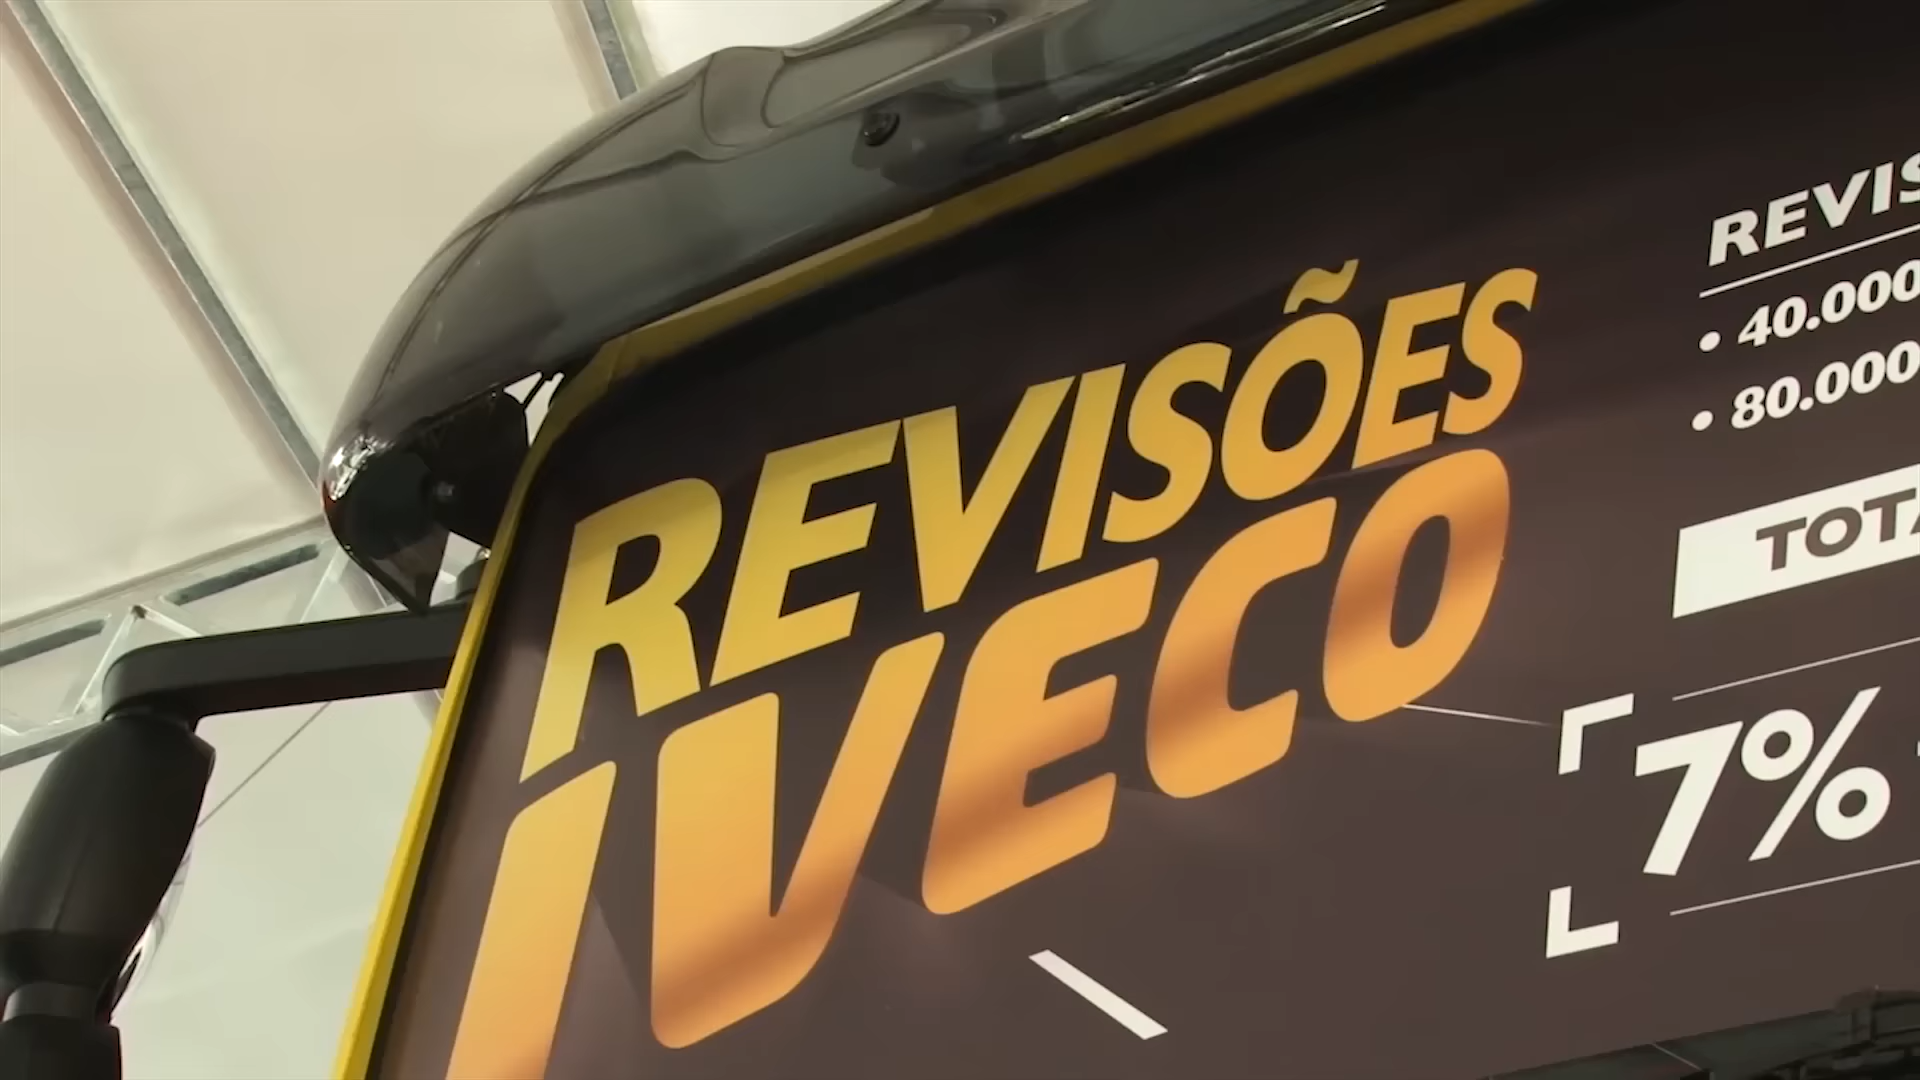 REVISÕES
IVECO
REVIS
• 40.000
• 80.000
TOTA
7%